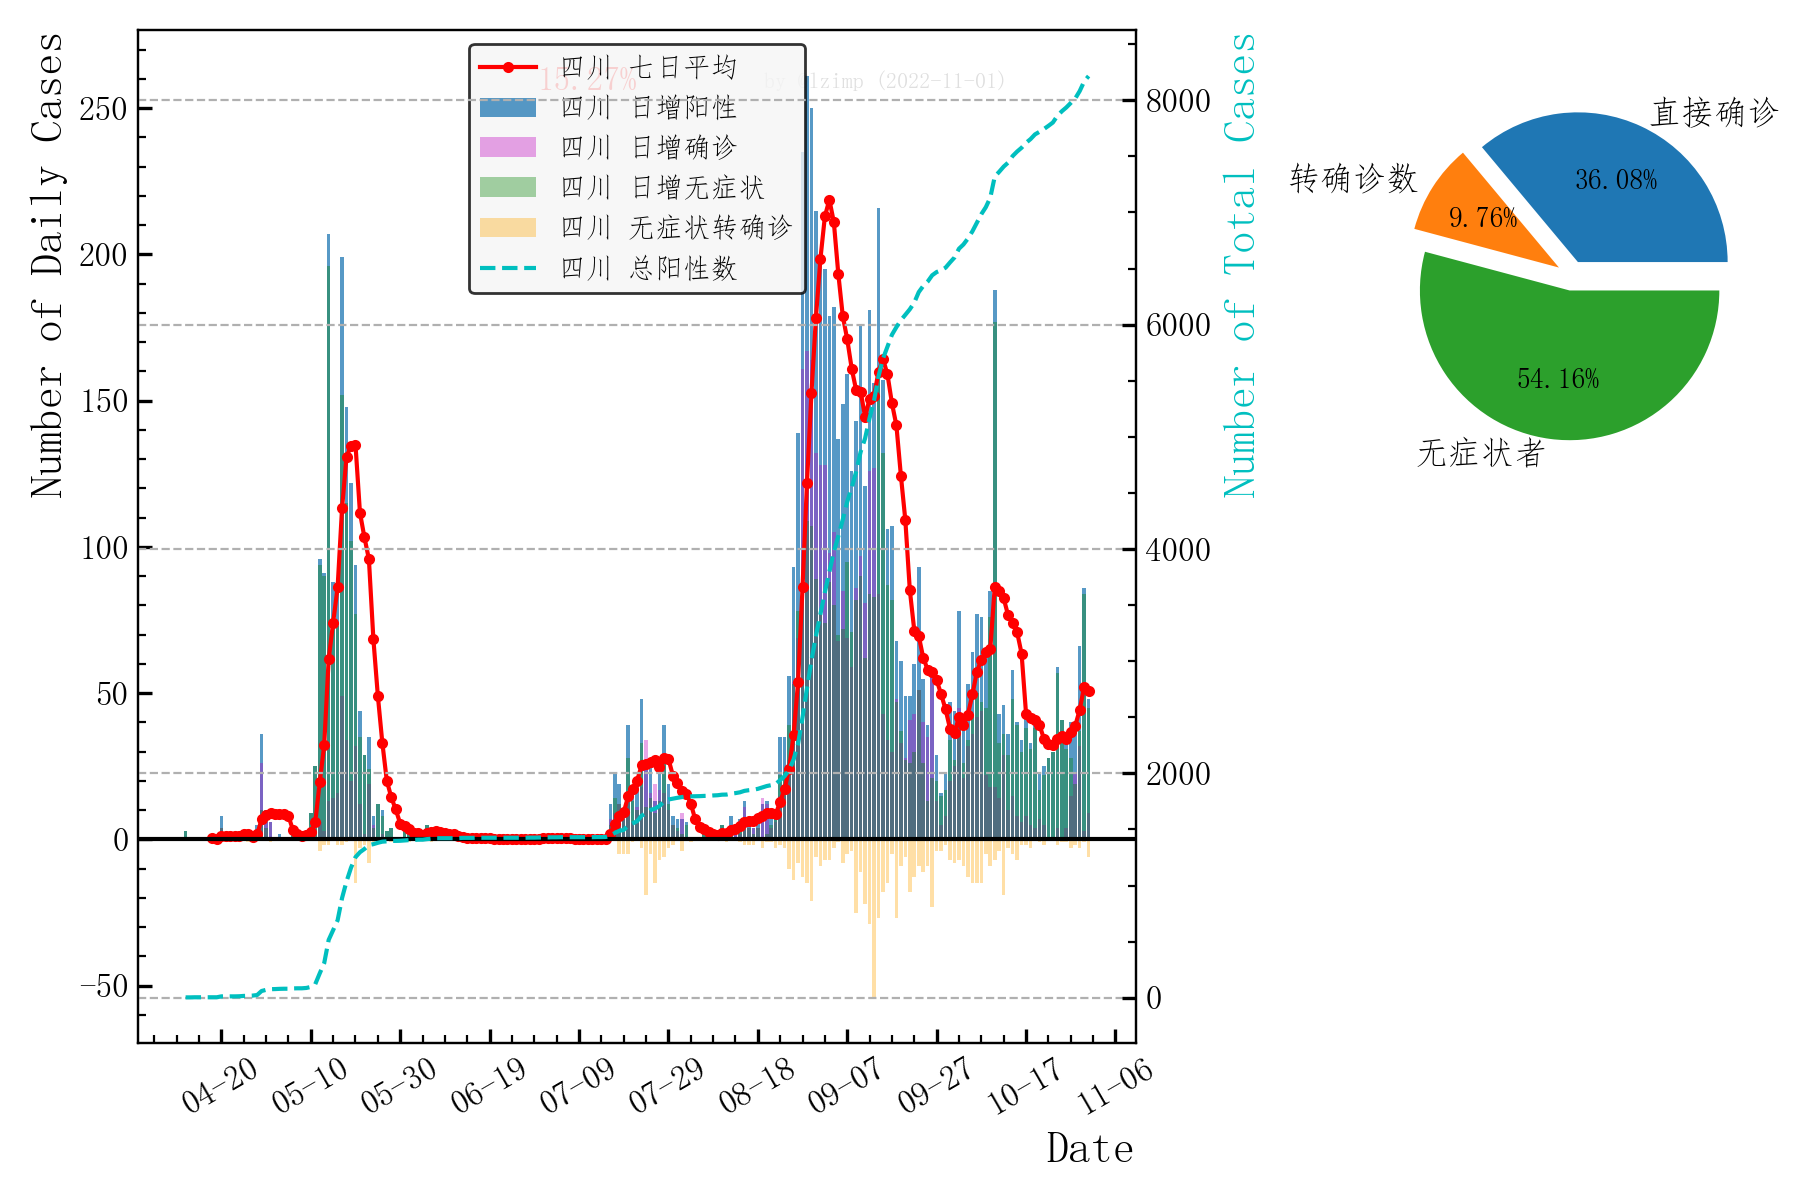 Number of Daily Cases
250
200
150
100
50
0
−50
四川 七日平均
四川 日增阳性
四川 日增确诊
四川 日增无症状
四川 无症状转确诊
四川 总阳性数
15.27%
(2022-11-01)
8000
6000
4000
2000
0
Number of Total Cases
04-20
05-10
05-30
06-19
07-09
07-29
08-18
09-07
09-27
10-17
11-06
Date
直接确诊
36.08%
转确诊数
9.76%
54.16%
无症状者